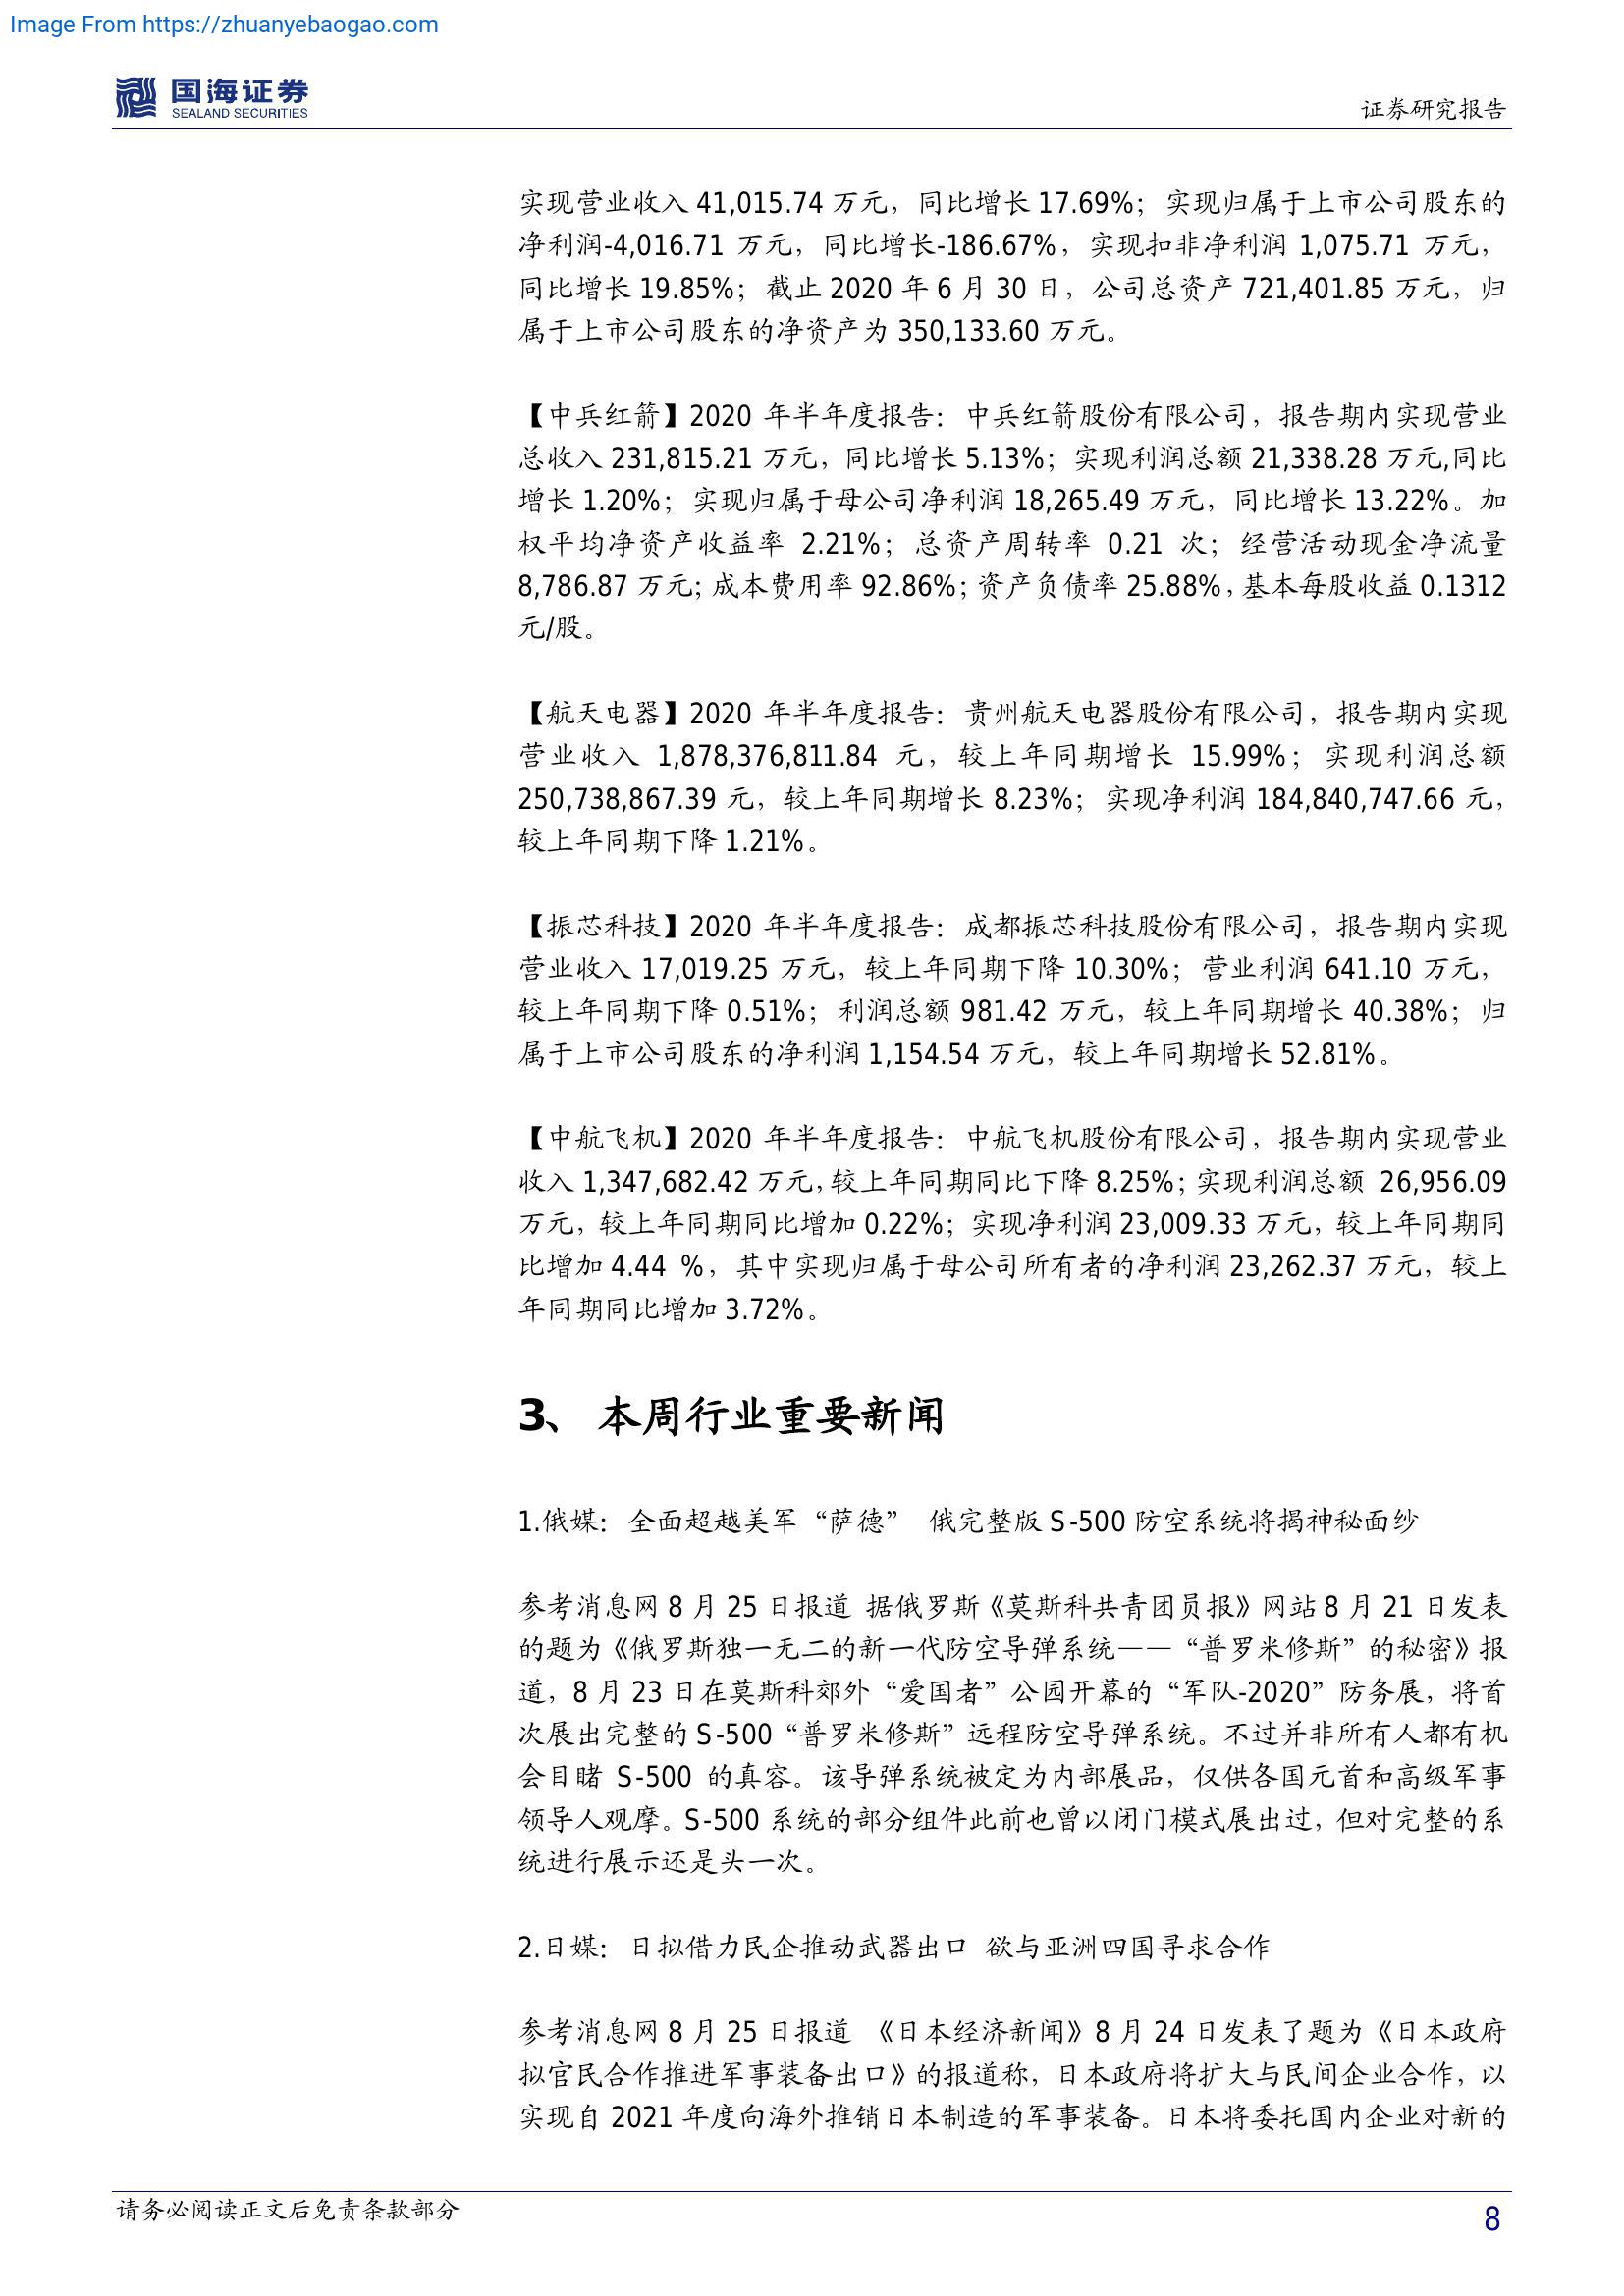 Image From https://zhuanyebaogao.com
国海证券
SEALAND SECURITIES
证券研究报告
实现营业收入 41,015.74 万元，同比增长 17.69%；实现归属于上市公司股东的
净利润-4,016.71 万元，同比增长-186.67%，实现扣非净利润 1,075.71 万元，
同比增长 19.85%；截止 2020 年 6 月 30 日，公司总资产 721,401.85 万元，归
属于上市公司股东的净资产为 350,133.60 万元。
【中兵红箭】2020 年半年度报告：中兵红箭股份有限公司，报告期内实现营业
总收入 231,815.21 万元，同比增长 5.13%；实现利润总额 21,338.28 万元,同比
增长 1.20%；实现归属于母公司净利润 18,265.49 万元，同比增长 13.22%。加
权平均净资产收益率 2.21%；总资产周转率 0.21 次；经营活动现金净流量
8,786.87 万元；成本费用率 92.86%；资产负债率 25.88%，基本每股收益 0.1312
元/股。
【航天电器】2020 年半年度报告：贵州航天电器股份有限公司，报告期内实现
营业收入 1,878,376,811.84 元，较上年同期增长 15.99%；实现利润总额
250,738,867.39 元，较上年同期增长 8.23%；实现净利润 184,840,747.66 元，
较上年同期下降 1.21%。
【振芯科技】2020 年半年度报告：成都振芯科技股份有限公司，报告期内实现
营业收入 17,019.25 万元，较上年同期下降 10.30%；营业利润 641.10 万元，
较上年同期下降 0.51%；利润总额 981.42 万元，较上年同期增长 40.38%；归
属于上市公司股东的净利润 1,154.54 万元，较上年同期增长 52.81%。
【中航飞机】2020 年半年度报告：中航飞机股份有限公司，报告期内实现营业
收入 1,347,682.42 万元，较上年同期同比下降 8.25%；实现利润总额 26,956.09
万元，较上年同期同比增加 0.22%；实现净利润 23,009.33 万元，较上年同期同
比增加 4.44 %，其中实现归属于母公司所有者的净利润 23,262.37 万元，较上
年同期同比增加 3.72%。
3、 本周行业重要新闻
1.俄媒：全面超越美军“萨德” 俄完整版 S-500 防空系统将揭神秘面纱
参考消息网 8 月 25 日报道 据俄罗斯《莫斯科共青团员报》网站 8 月 21 日发表
的题为《俄罗斯独一无二的新一代防空导弹系统——“普罗米修斯”的秘密》报
道，8 月 23 日在莫斯科郊外“爱国者”公园开幕的“军队-2020”防务展，将首
次展出完整的 S-500“普罗米修斯”远程防空导弹系统。不过并非所有人都有机
会目睹 S-500 的真容。该导弹系统被定为内部展品，仅供各国元首和高级军事
领导人观摩。S-500 系统的部分组件此前也曾以闭门模式展出过，但对完整的系
统进行展示还是头一次。
2.日媒：日拟借力民企推动武器出口 欲与亚洲四国寻求合作
参考消息网 8 月 25 日报道 《日本经济新闻》8 月 24 日发表了题为《日本政府
拟官民合作推进军事装备出口》的报道称，日本政府将扩大与民间企业合作，以
实现自 2021 年度向海外推销日本制造的军事装备。日本将委托国内企业对新的
请务必阅读正文后免责条款部分
8